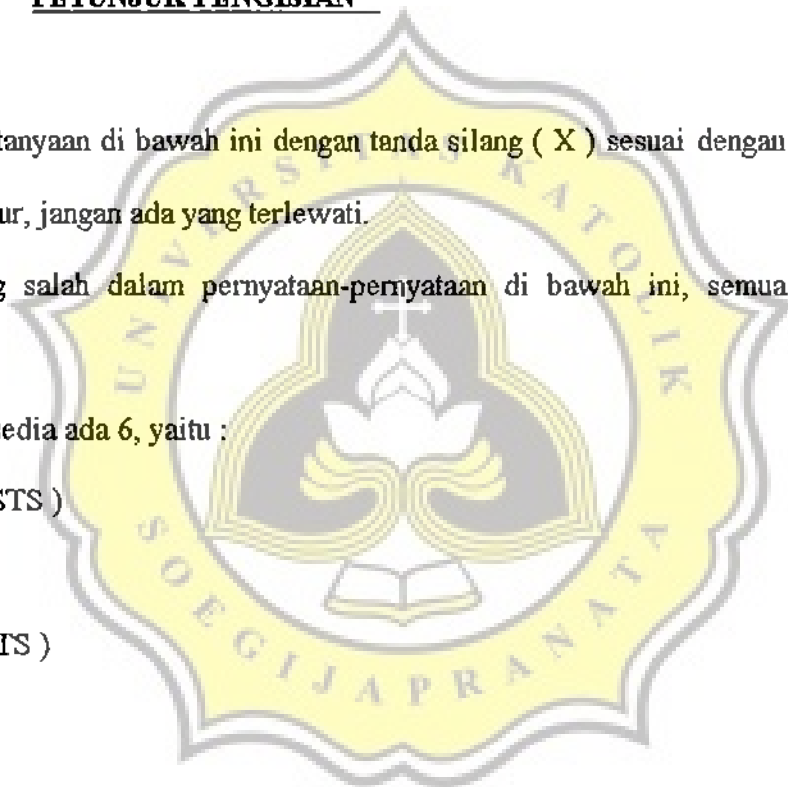 PETUNJUK PENGISIAN
tanyaan di bawah ini dengan tanda silang ( X ) sesuai dengan
ur, jangan ada yang terlewati.
g salah dalam pernyataan-pernyataan di bawah ini, semua
edia ada 6, yaitu :
STS )
TS )
UNIVERSITAS KATOLIK
SOEGIJAPRANATA